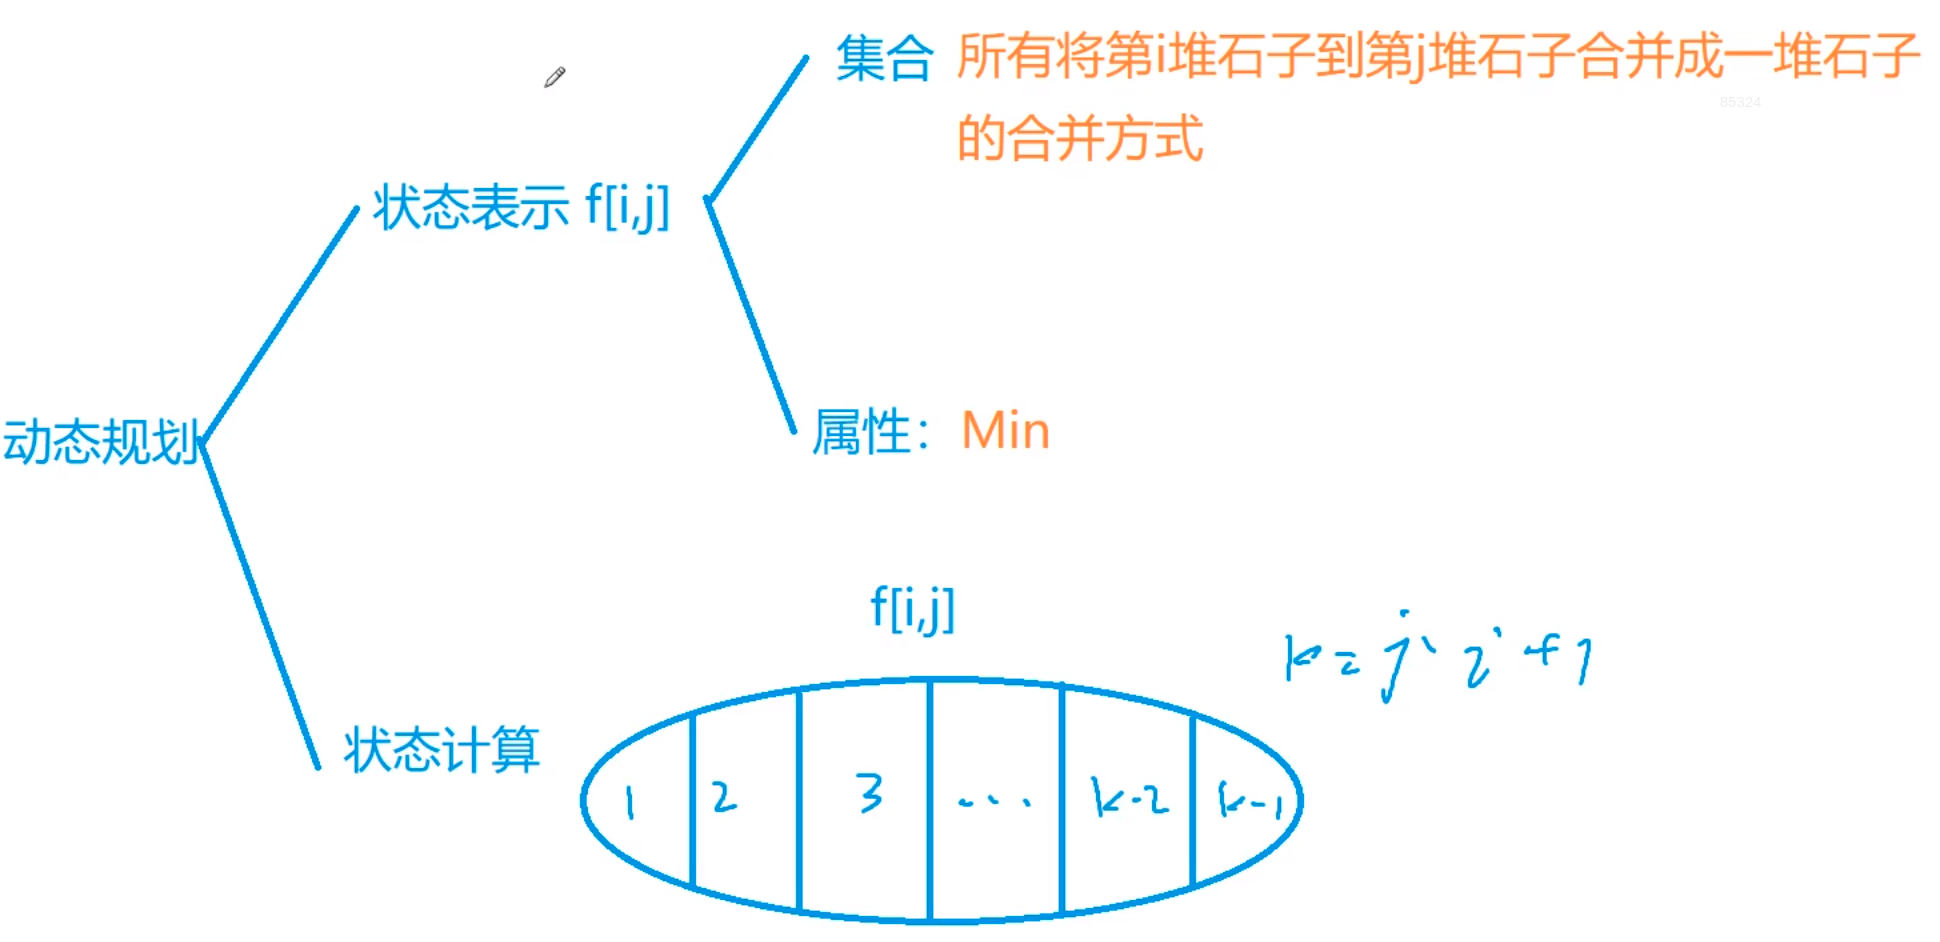 集合 所有将第i堆石子到第j堆石子合并成一堆石子
的合并方式
85324
状态表示 f[i,j]
动态规划
属性：Min
f[i,j]
k=j-i+1
状态计算
1 2 3 ... k-2 k-1